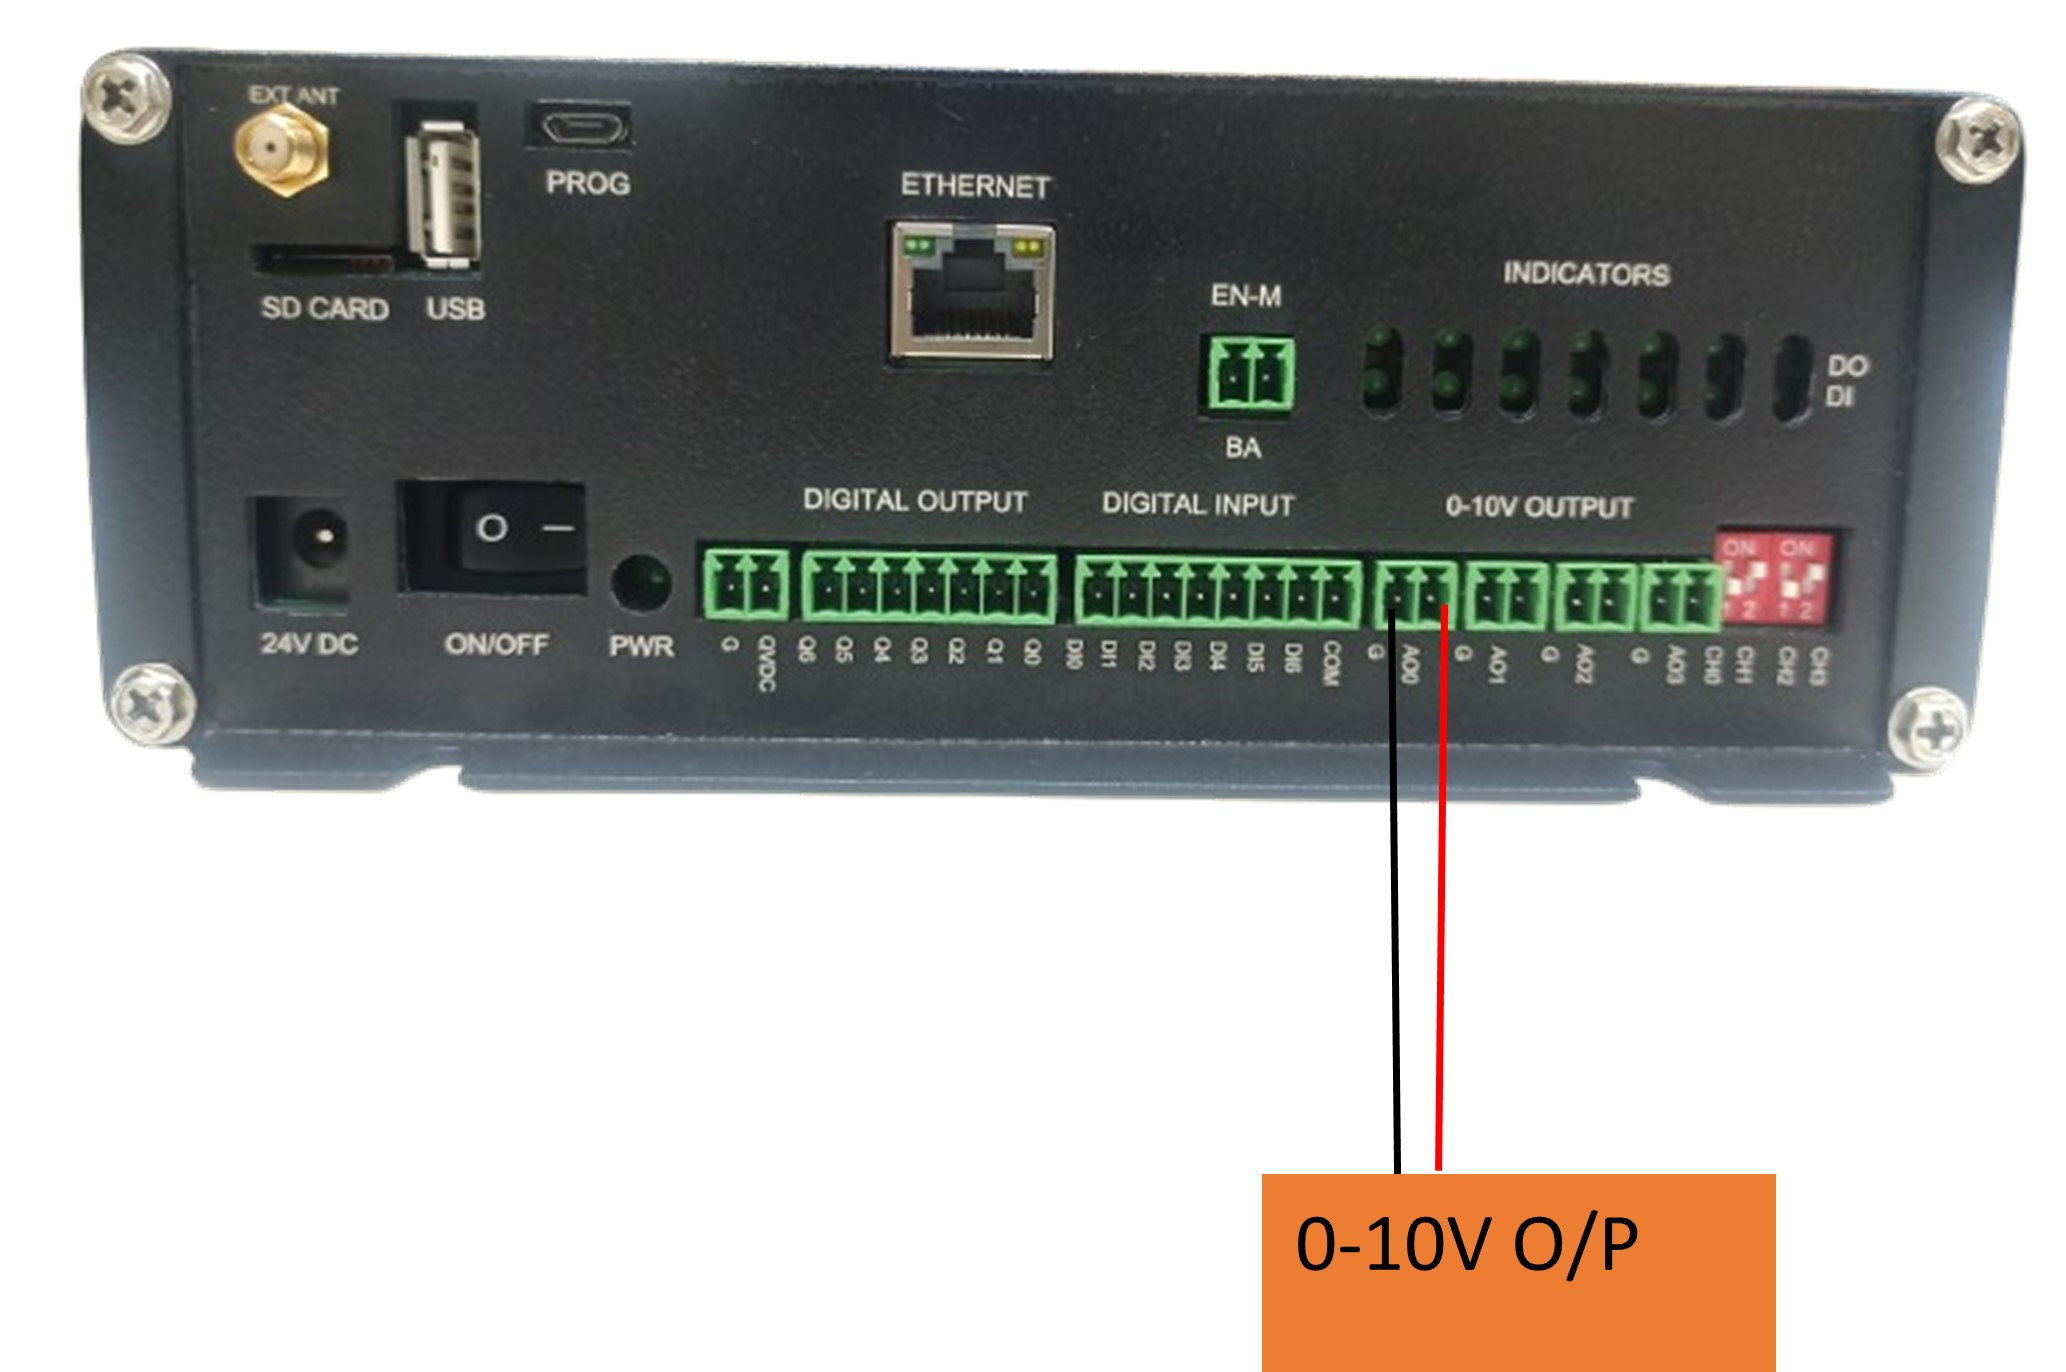 EXT ANT
PROG
SD CARD
USB
ETHERNET
EN-M
BA
INDICATORS
DO
DI
24V DC
O
ON/OFF
PWR
DIGITAL OUTPUT
DIGITAL INPUT
0-10V OUTPUT
ON ON
1 2 1 2
G QVDC Q6 Q5 Q4 Q3 Q2 Q1 Q0 DI0 DI1 DI2 DI3 DI4 DI5 DI6 COM G AO0 G AO1 G AO2 G AO3 CH0 CH1 CH2 CH3
0-10V O/P